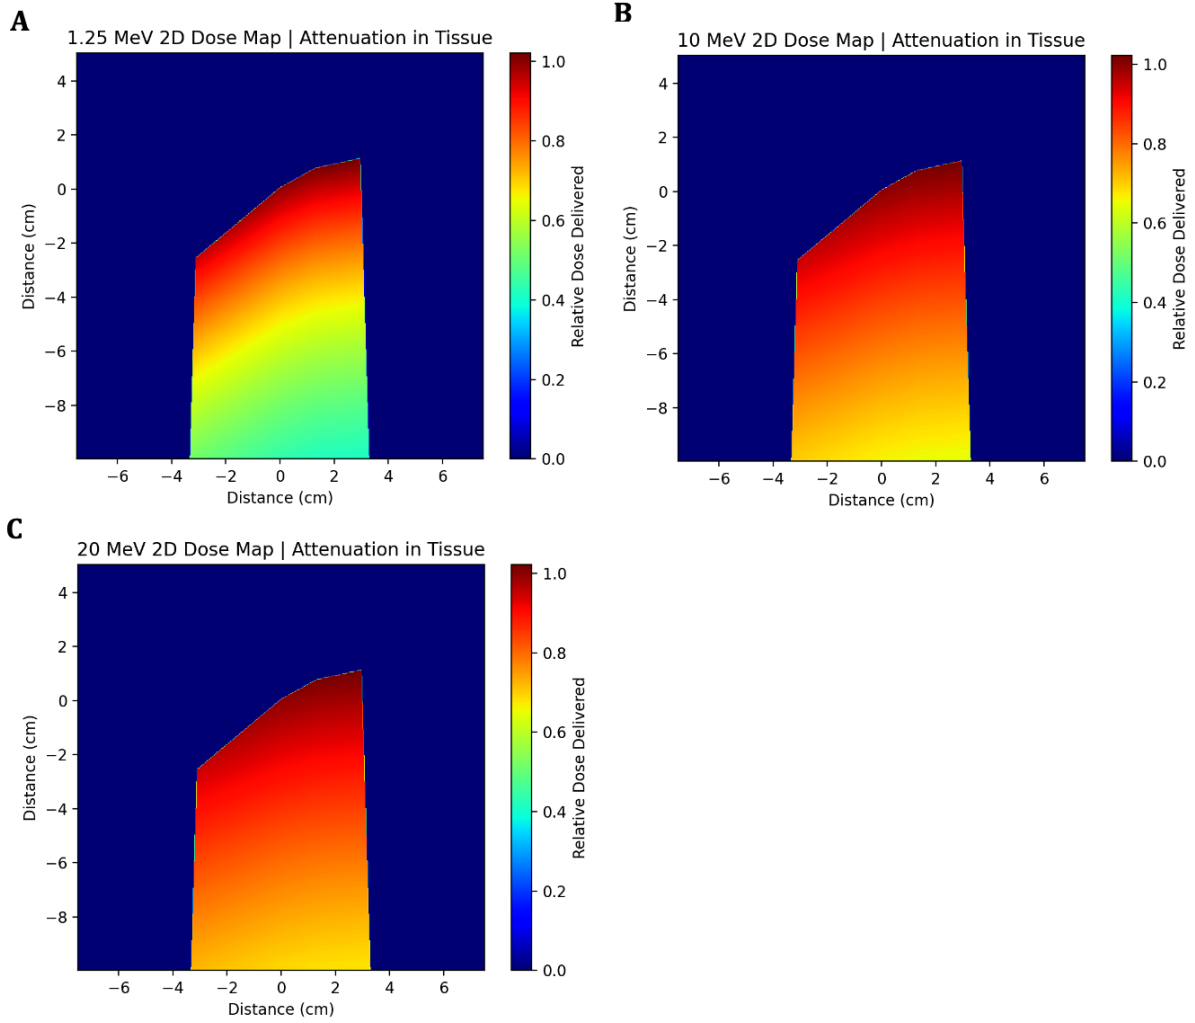 A
1.25 MeV 2D Dose Map | Attenuation in Tissue
4
2
0
−2
−4
−6
−8
Distance (cm)
−6 −4 −2 0 2 4 6
Distance (cm)
1.0
0.8
0.6
0.4
0.2
0.0
Relative Dose Delivered
B
10 MeV 2D Dose Map | Attenuation in Tissue
4
2
0
−2
−4
−6
−8
Distance (cm)
−6 −4 −2 0 2 4 6
Distance (cm)
1.0
0.8
0.6
0.4
0.2
0.0
Relative Dose Delivered
C
20 MeV 2D Dose Map | Attenuation in Tissue
4
2
0
−2
−4
−6
−8
Distance (cm)
−6 −4 −2 0 2 4 6
Distance (cm)
1.0
0.8
0.6
0.4
0.2
0.0
Relative Dose Delivered